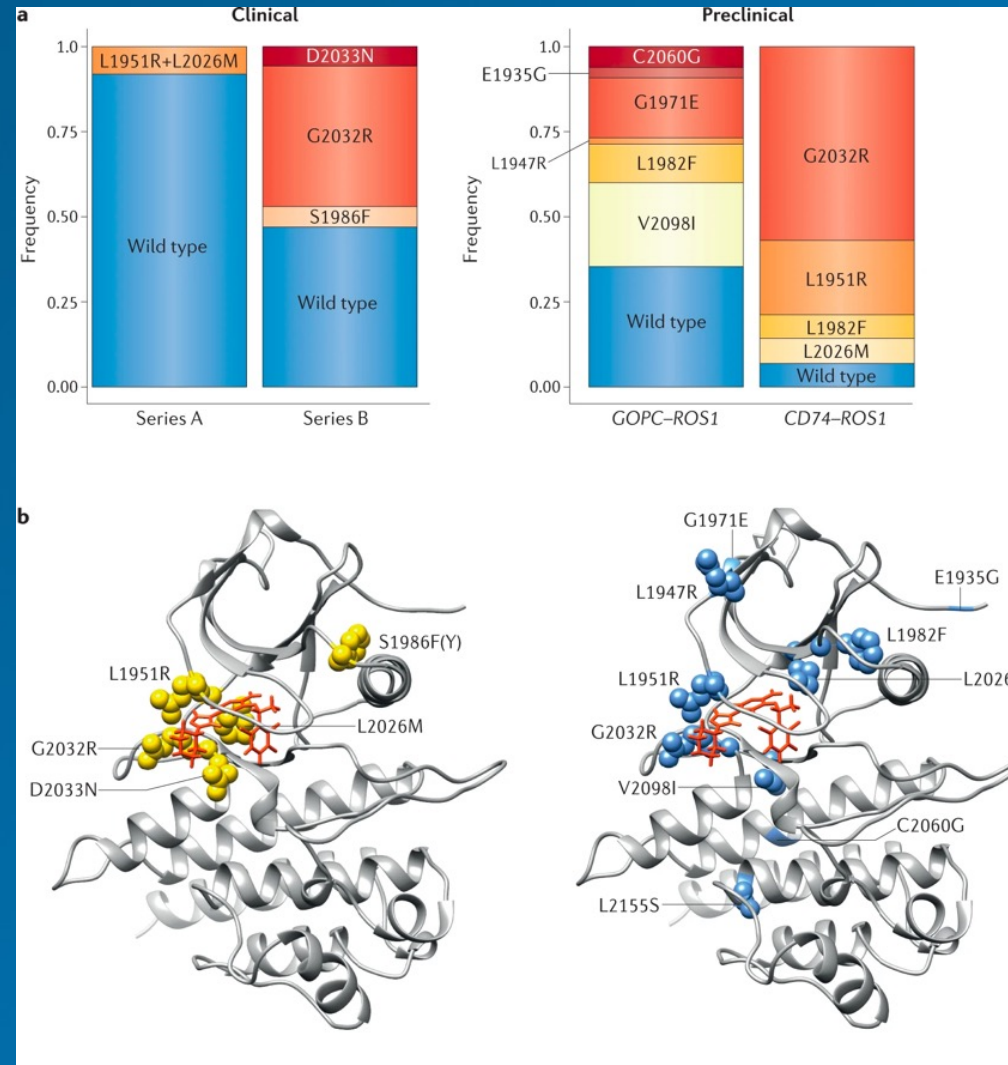 a
Clinical
Preclinical
Frequency
1.0
0.75
0.50
0.25
0.00
L1951R+L2026M
Wild type
Series A
D2033N
G2032R
S1986F
Wild type
Series B
Frequency
1.0
0.75
0.50
0.25
0.00
C2060G
E1935G
G1971E
L1947R
L1982F
V2098I
Wild type
GOPC–ROS1
G2032R
L1951R
L1982F
L2026M
Wild type
CD74–ROS1
b
S1986F(Y)
L1951R
L2026M
G2032R
D2033N
G1971E
E1935G
L1947R
L1982F
L1951R
L2026
G2032R
V2098I
C2060G
L2155S